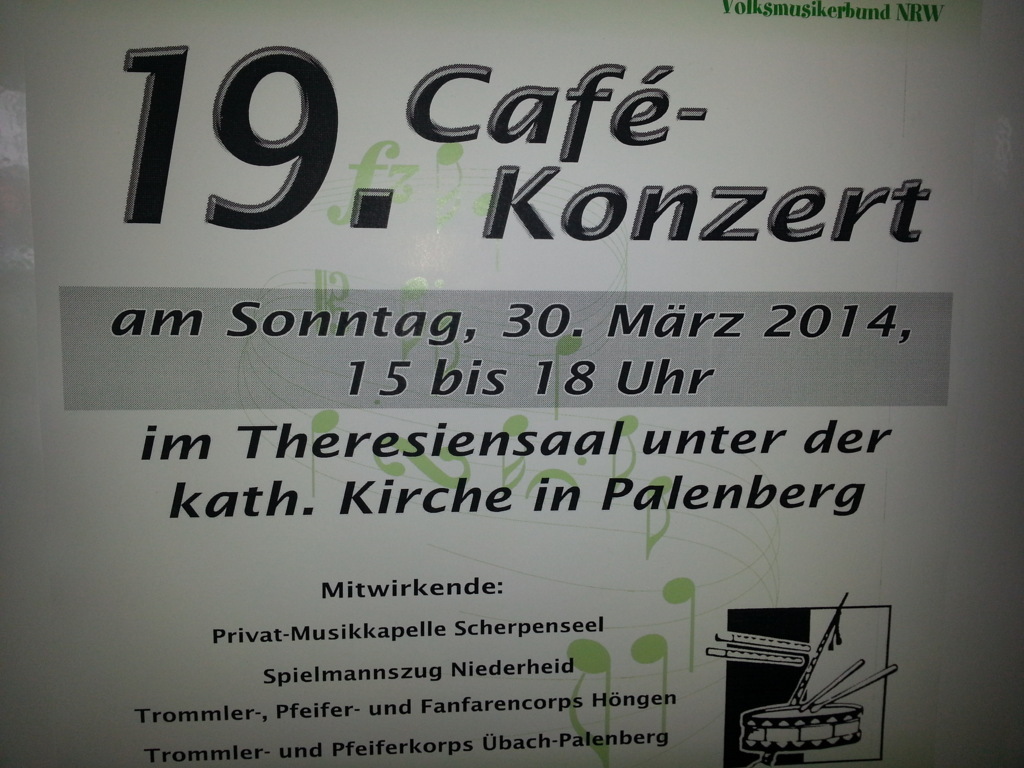 Volksmusikerbund NRW
19. Café-
Konzert
am Sonntag, 30. März 2014,
15 bis 18 Uhr
im Theresiensaal unter der
kath. Kirche in Palenberg
Mitwirkende:
Privat-Musikkapelle Scherpenseel
Spielmannszug Niederheid
Trommler-, Pfeifer- und Fanfarencorps Höngen
Trommler- und Pfeiferkorps Übach-Palenberg